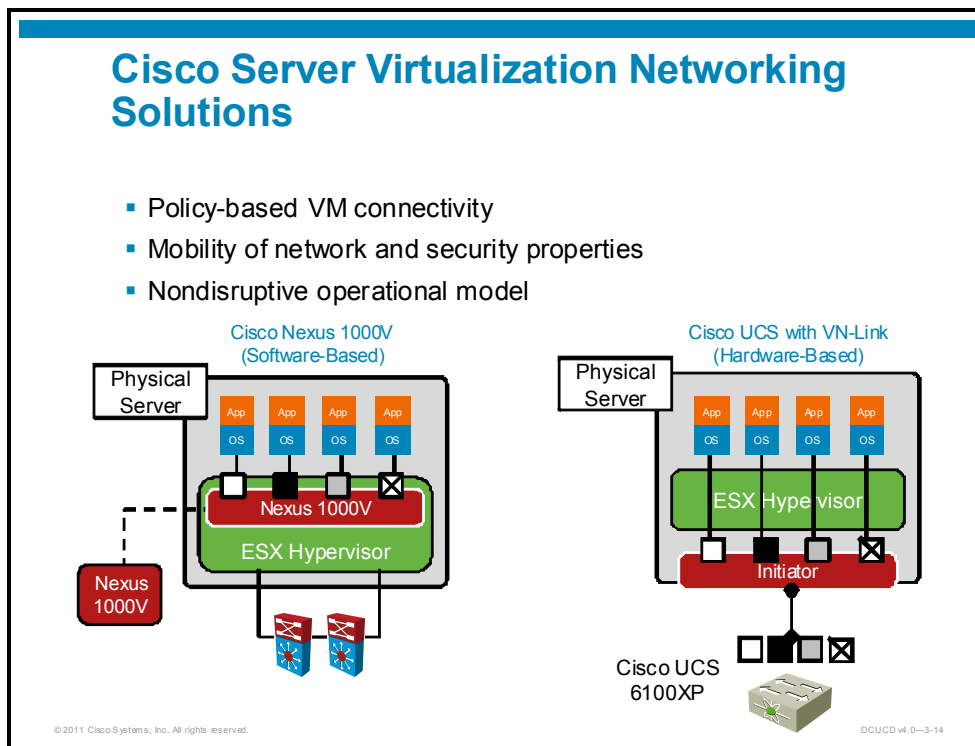 Cisco Server Virtualization Networking
Solutions
▪ Policy-based VM connectivity
▪ Mobility of network and security properties
▪ Nondisruptive operational model
Cisco Nexus 1000V
(Software-Based)
Physical
Server
App
App
App
App
OS
OS
OS
OS
Nexus 1000V
ESX Hypervisor
Nexus
1000V
Cisco UCS with VN-Link
(Hardware-Based)
Physical
Server
App
App
App
App
OS
OS
OS
OS
ESX Hypervisor
Initiator
Cisco UCS
6100XP
© 2011 Cisco Systems, Inc. All rights reserved.
DCUCD v4.0—3-14